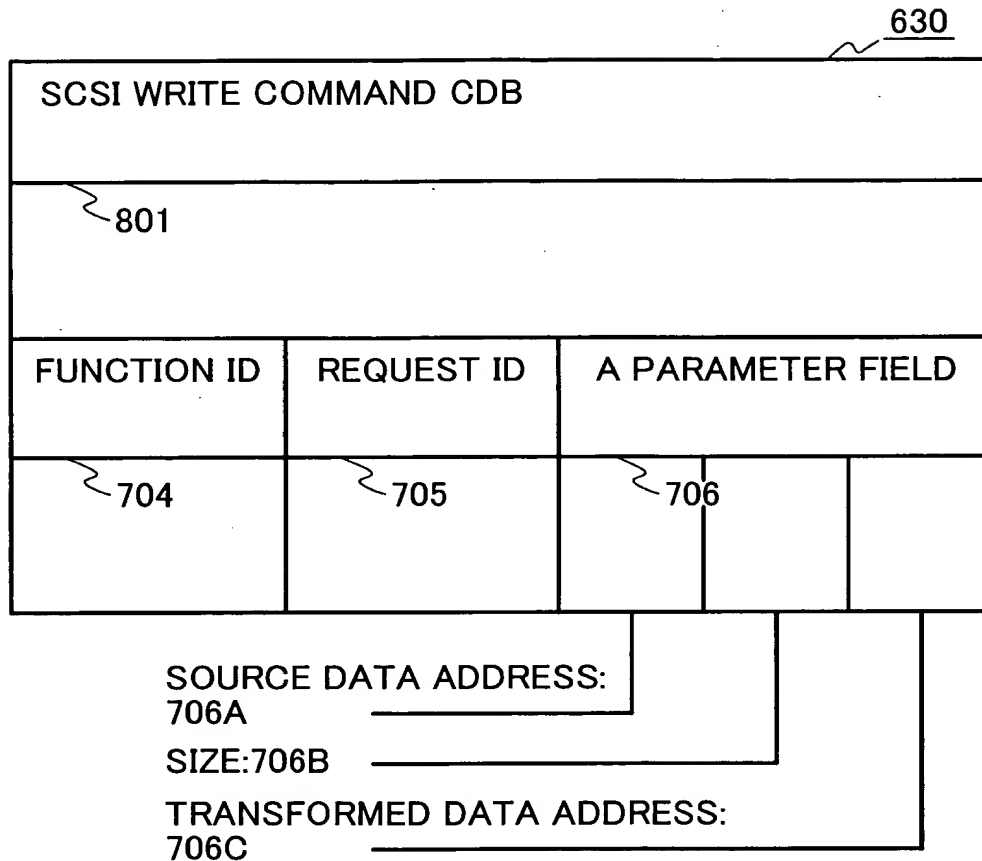 630
SCSI WRITE COMMAND CDB
801
FUNCTION ID
REQUEST ID
A PARAMETER FIELD
704
705
706
SOURCE DATA ADDRESS:
706A
SIZE:706B
TRANSFORMED DATA ADDRESS:
706C